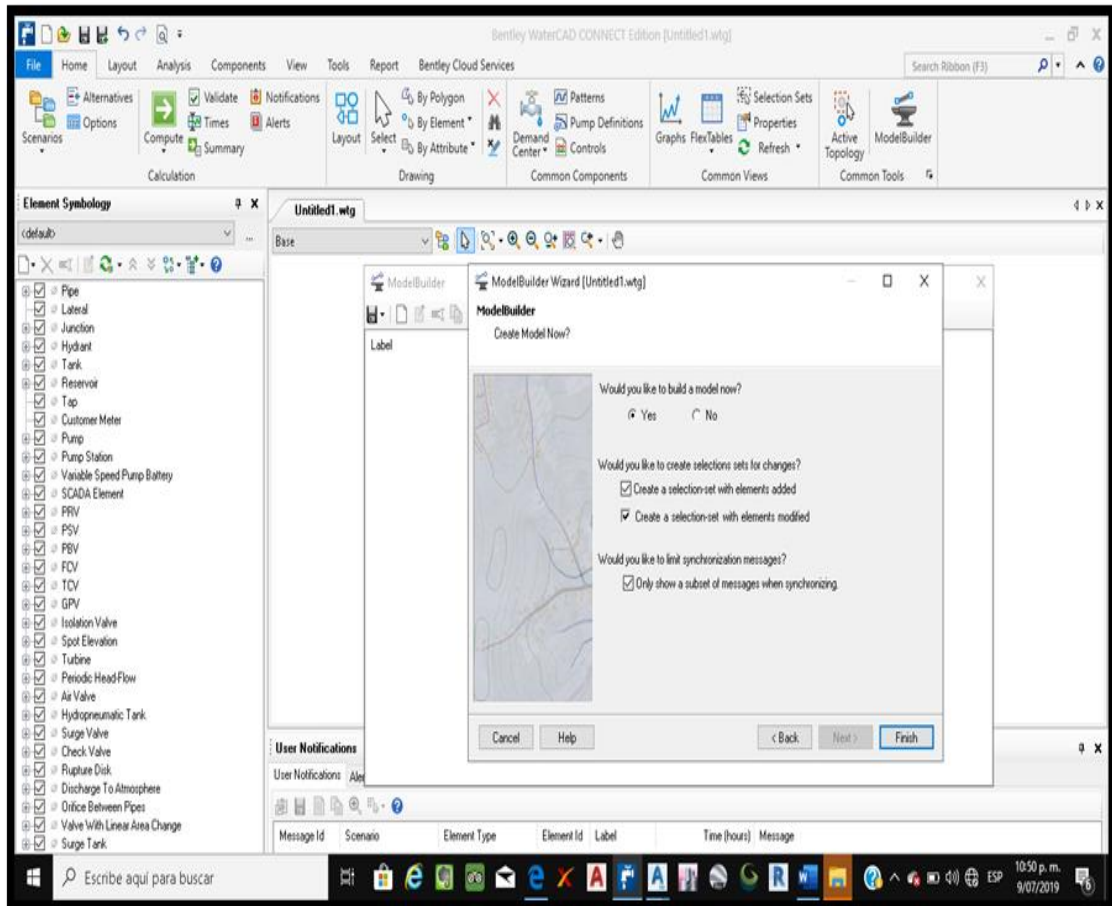 Bentley WaterCAD CONNECT Edition [Untitled1.wtg]
File Home Layout Analysis Components View Tools Report Bentley Cloud Services Search Ribbon (F3)
Scenarios
Alternatives
Options
Compute
Validate
Times
Summary
Notifications
Alerts
Calculation
Layout
Select
By Polygon
By Element
By Attribute
Drawing
Demand Center
Patterns
Pump Definitions
Controls
Common Components
Graphs
FlexTables
Selection Sets
Properties
Refresh
Common Views
Active Topology
ModelBuilder
Common Tools
Element Symbology
<default>
Pipe
Lateral
Junction
Hydrant
Tank
Reservoir
Tap
Customer Meter
Pump
Pump Station
Variable Speed Pump Battery
SCADA Element
PRV
PSV
PBV
FCV
TCV
GPV
Isolation Valve
Spot Elevation
Turbine
Periodic Head-Flow
Air Valve
Hydropneumatic Tank
Surge Valve
Check Valve
Rupture Disk
Discharge To Atmosphere
Orifice Between Pipes
Valve With Linear Area Change
Surge Tank
Untitled1.wtg
Base
ModelBuilder
Label
ModelBuilder Wizard [Untitled1.wtg]
ModelBuilder
Create Model Now?
Would you like to build a model now?
Yes No
Would you like to create selections sets for changes?
Create a selection-set with elements added
Create a selection-set with elements modified
Would you like to limit synchronization messages?
Only show a subset of messages when synchronizing.
Cancel Help < Back Next > Finish
User Notifications
User Notifications Aler
Message Id Scenario Element Type Element Id Label Time (hours) Message
Escribe aquí para buscar
ESP
10:50 p. m.
9/07/2019